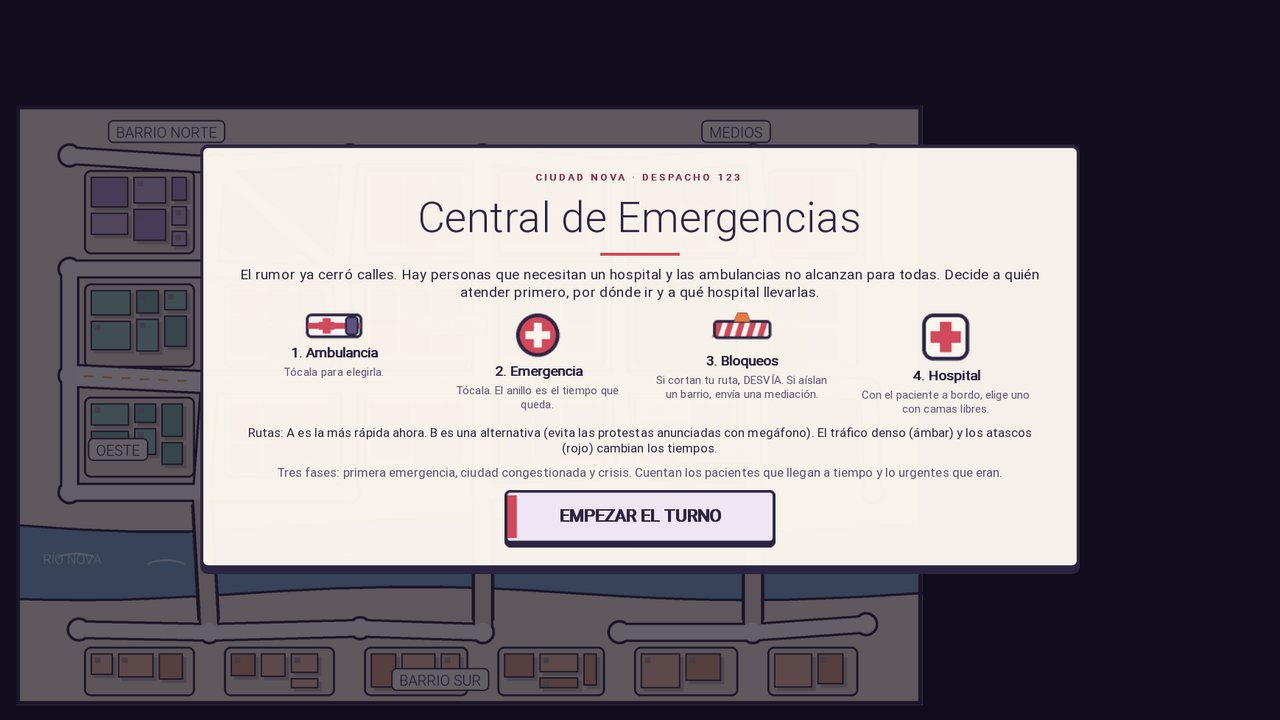 BARRIO NORTE
MEDIOS
CIUDAD NOVA · DESPACHO 123
Central de Emergencias
El rumor ya cerró calles. Hay personas que necesitan un hospital y las ambulancias no alcanzan para todas. Decide a quién
atender primero, por dónde ir y a qué hospital llevarlas.
1. Ambulancia
Tócala para elegirla.
2. Emergencia
Tócala. El anillo es el tiempo que
queda.
3. Bloqueos
Si cortan tu ruta, DESVÍA. Si aíslan
un barrio, envía una mediación.
4. Hospital
Con el paciente a bordo, elige uno
con camas libres.
Rutas: A es la más rápida ahora. B es una alternativa (evita las protestas anunciadas con megáfono). El tráfico denso (ámbar) y los atascos
(rojo) cambian los tiempos.
Tres fases: primera emergencia, ciudad congestionada y crisis. Cuentan los pacientes que llegan a tiempo y lo urgentes que eran.
EMPEZAR EL TURNO
OESTE
RÍO NOVA
BARRIO SUR